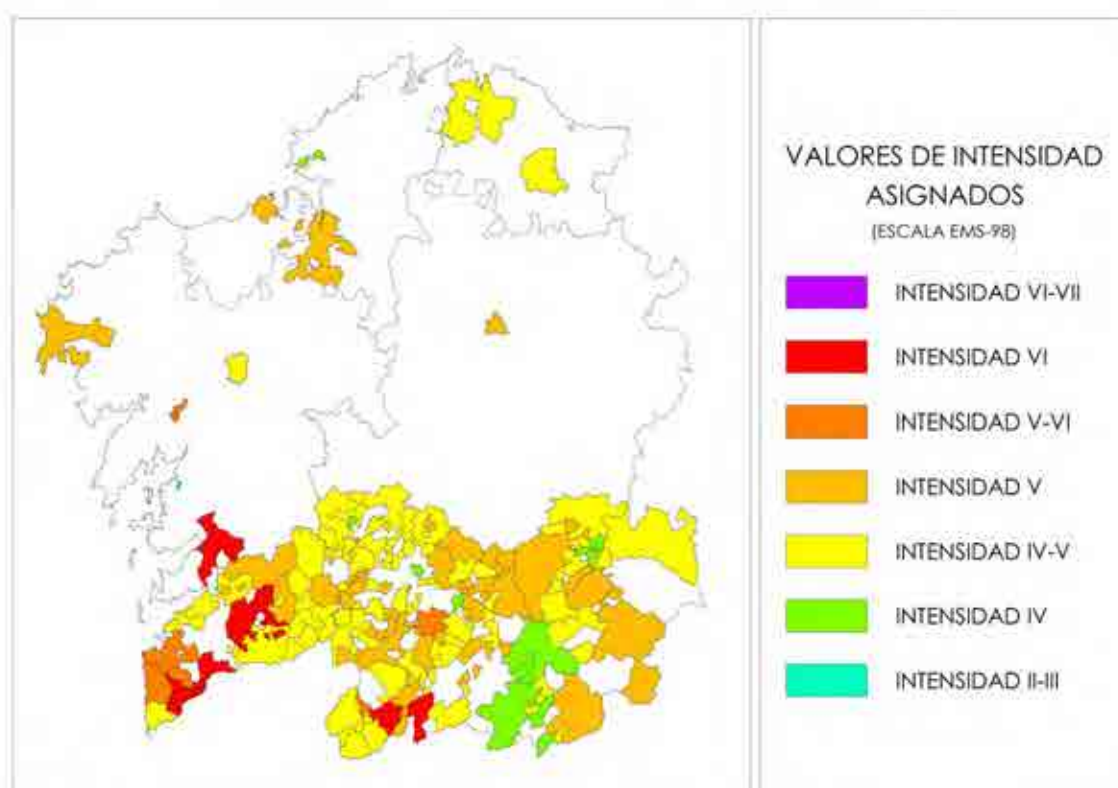 VALORES DE INTENSIDAD
ASIGNADOS
(ESCALA EMS-98)
INTENSIDAD VI-VII
INTENSIDAD VI
INTENSIDAD V-VI
INTENSIDAD V
INTENSIDAD IV-V
INTENSIDAD IV
INTENSIDAD II-III